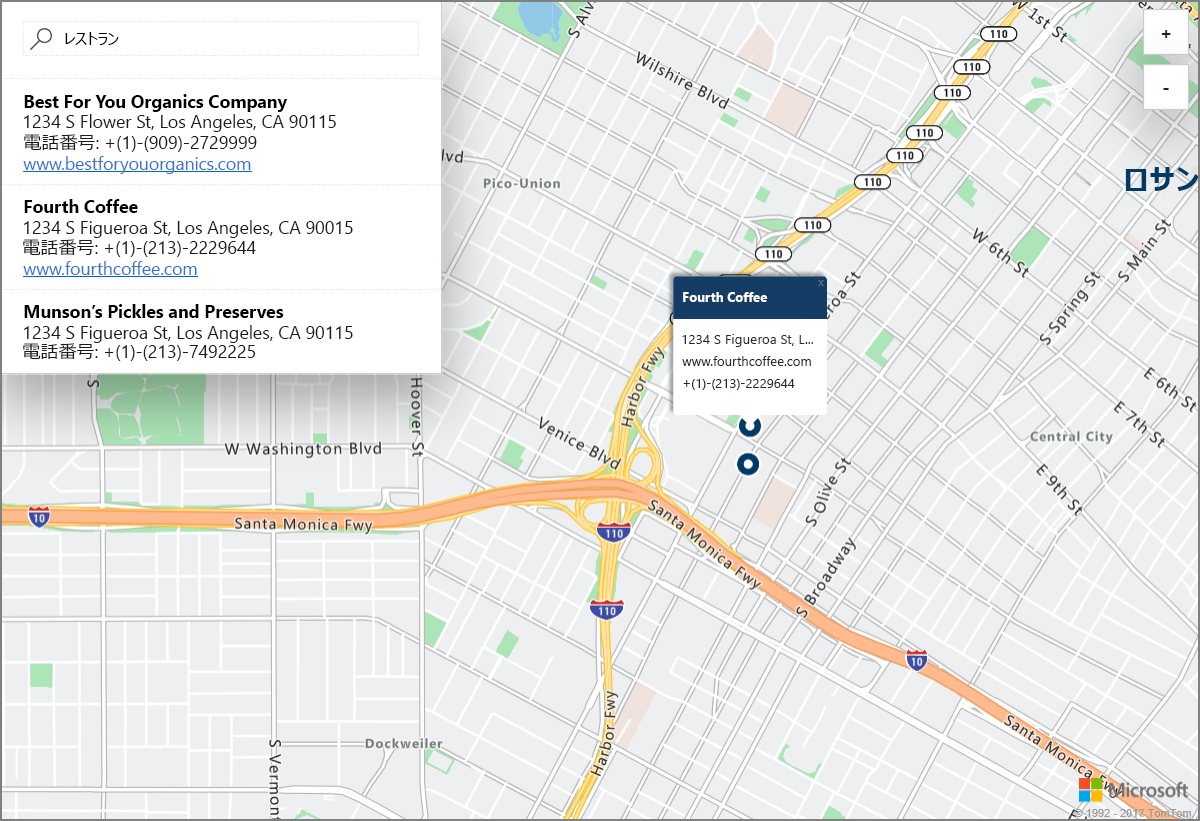 レストラン
Best For You Organics Company
1234 S Flower St, Los Angeles, CA 90115
電話番号: +(1)-(909)-2729999
www.bestforyouorganics.com
Fourth Coffee
1234 S Figueroa St, Los Angeles, CA 90015
電話番号: +(1)-(213)-2229644
www.fourthcoffee.com
Munson’s Pickles and Preserves
1234 S Figueroa St, Los Angeles, CA 90115
電話番号: +(1)-(213)-7492225
+
-
W 1st St
110
110
110
110
110
110
110
110
S Alv
Wilshire Blvd
lvd
Pico-Union
ロサン
W 6th St
S Main St
S Spring St
roa St
x
Fourth Coffee
1234 S Figueroa St, L...
www.fourthcoffee.com
+(1)-(213)-2229644
Harbor Fwy
S
Hoover St
E 6th St
E 7th St
Central City
E 9th St
W Washington Blvd
Venice Blvd
S Olive St
10
Santa Monica Fwy
110
Santa Monica Fwy
S Broadway
110
10
Harbor Fwy
Santa Monica Fwy
Dockweiler
S Vermont
Microsoft
© 1992 - 2017 TomTom